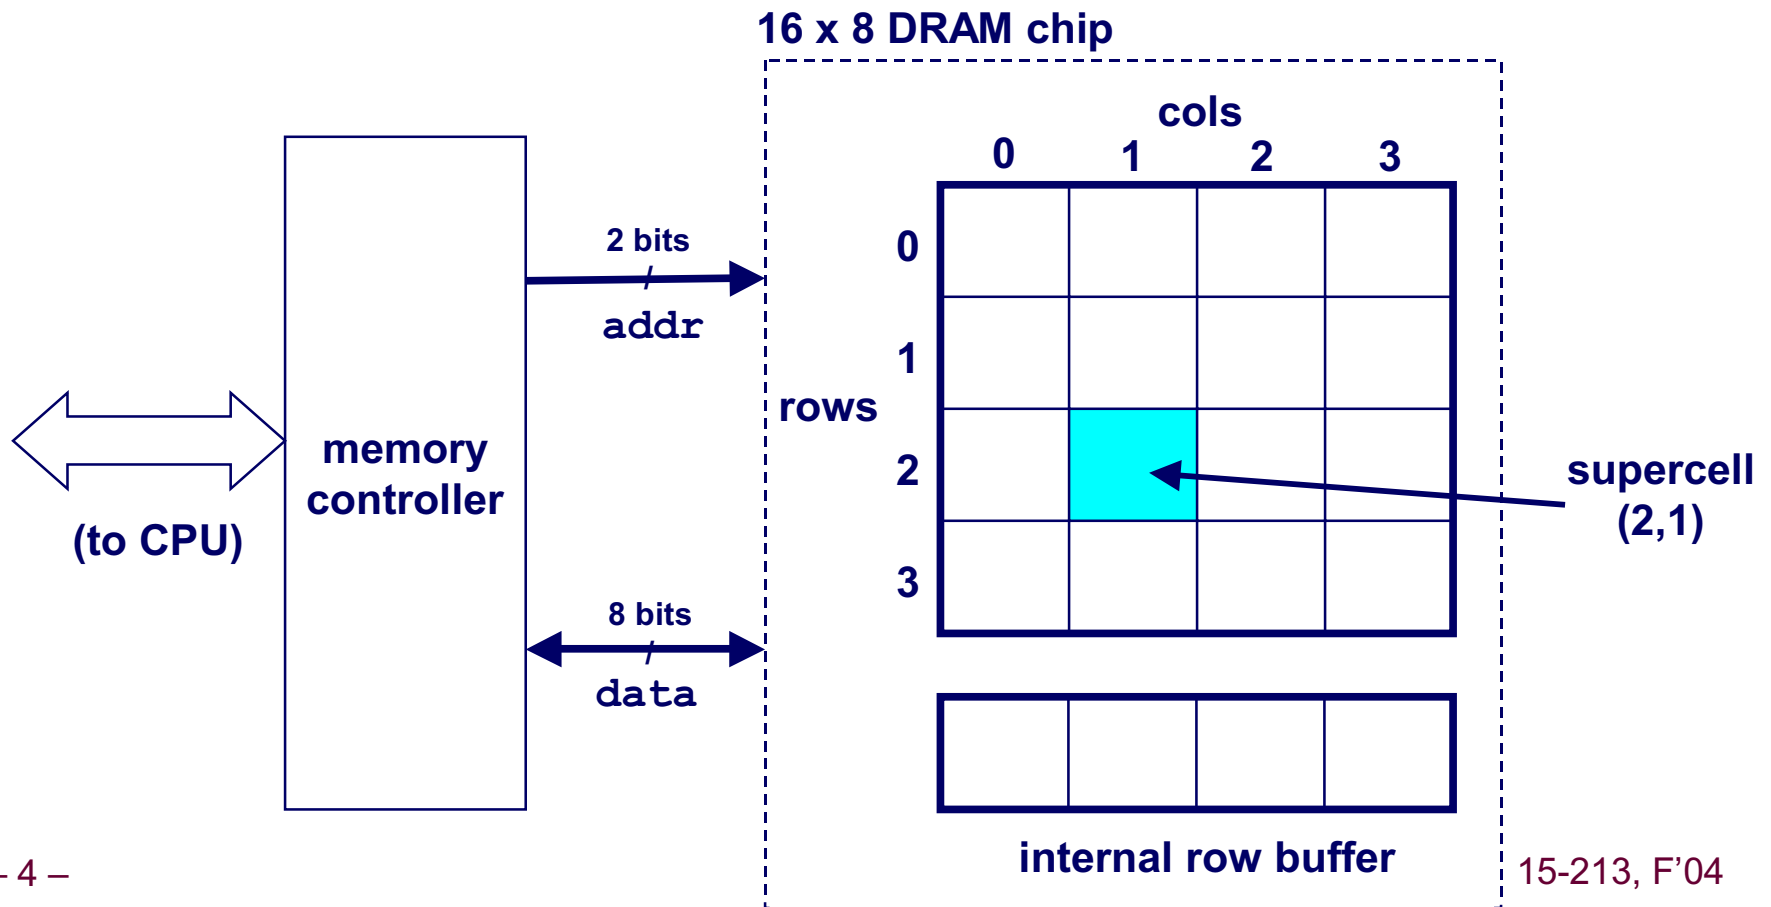 16 x 8 DRAM chip
cols
0 1 2 3
0
2 bits
addr
1
rows
memory
controller
2
supercell
(2,1)
(to CPU)
3
8 bits
data
internal row buffer
– 4 –
15-213, F’04